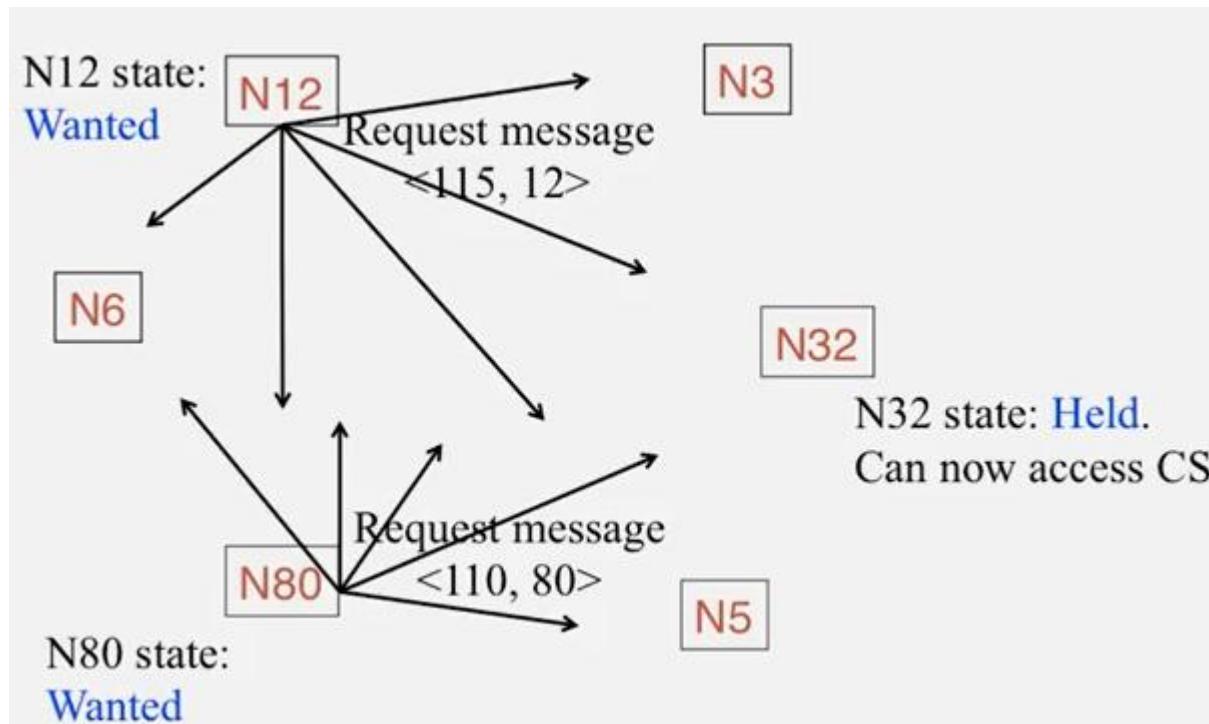 N12 state:
Wanted
N12
N3
Request message
<115, 12>
N6
N32
N32 state: Held.
Can now access CS
Request message
<110, 80>
N80
N5
N80 state:
Wanted